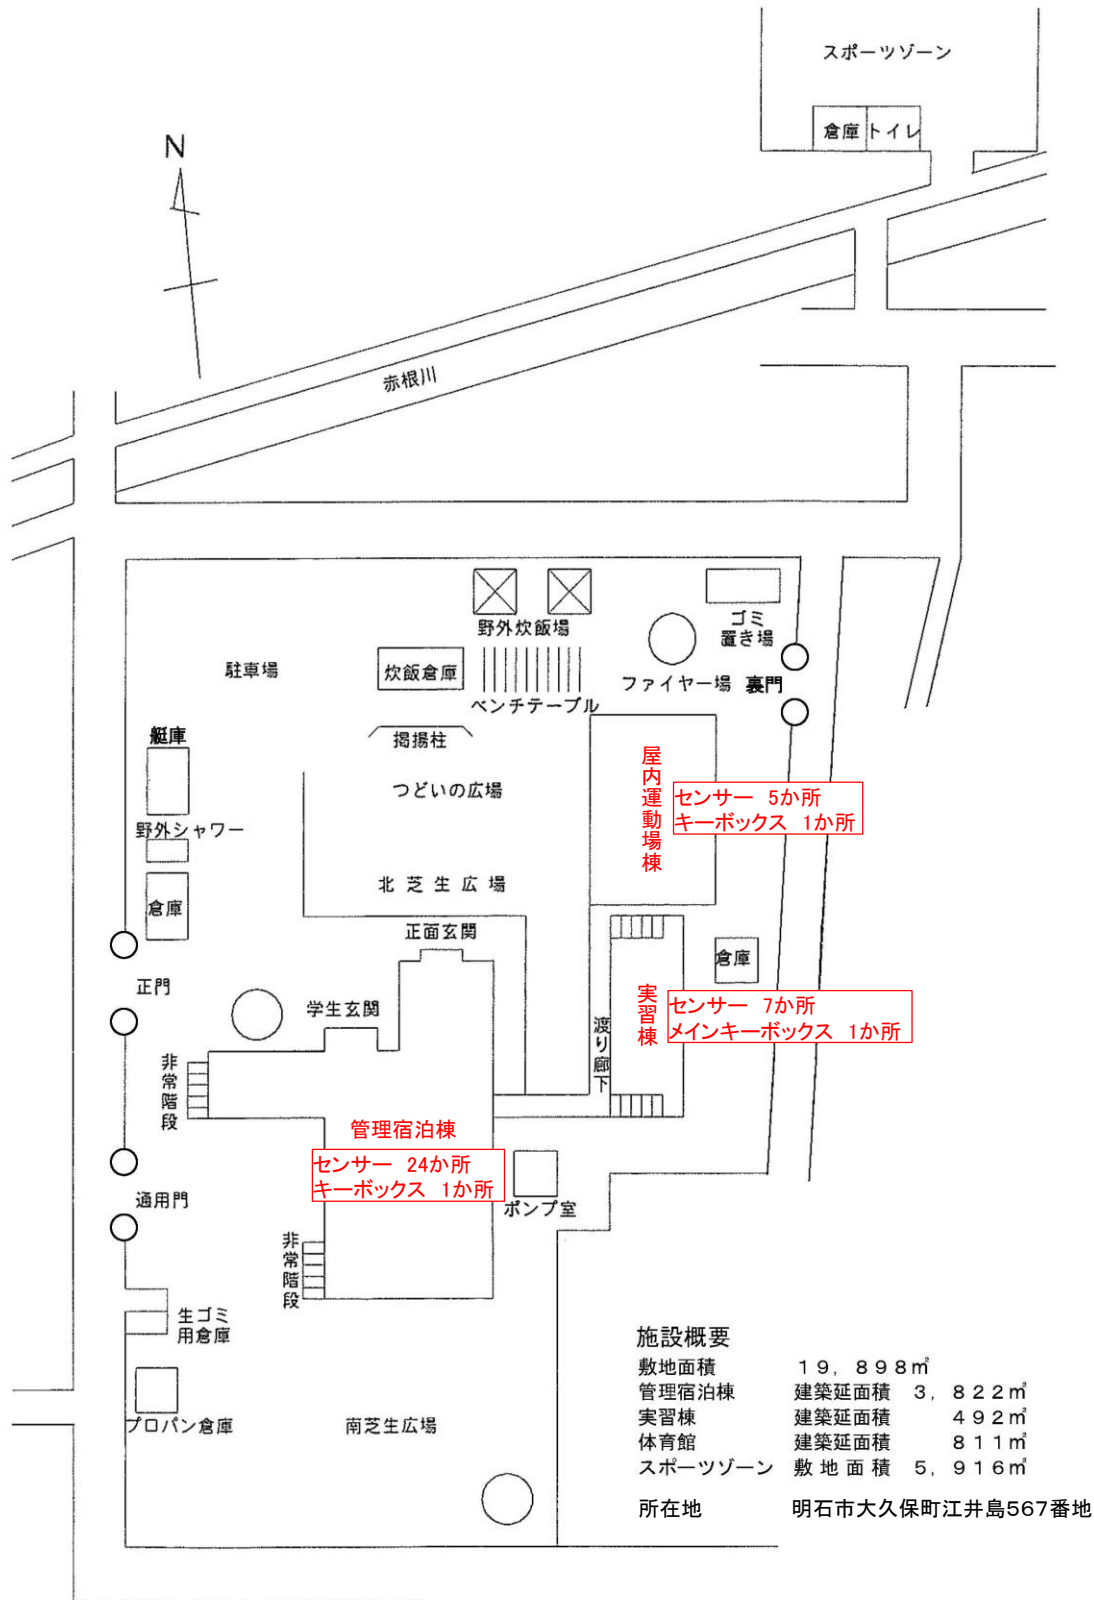 スポーツゾーン
倉庫
トイレ
N
赤根川
野外炊飯場
ゴミ
置き場
駐車場
炊飯倉庫
ファイヤー場
裏門
ベンチテーブル
艇庫
掲揚柱
屋内運動場棟
つどいの広場
センサー 5か所
キーボックス 1か所
野外シャワー
北芝生広場
倉庫
正面玄関
倉庫
正門
学生玄関
実習棟
センサー 7か所
メインキーボックス 1か所
渡り廊下
非常階段
管理宿泊棟
センサー 24か所
キーボックス 1か所
通用門
ポンプ室
非常階段
生ゴミ
用倉庫
プロパン倉庫
南芝生広場
施設概要
敷地面積 19,898㎡
管理宿泊棟 建築延面積 3,822㎡
実習棟 建築延面積 492㎡
体育館 建築延面積 811㎡
スポーツゾーン 敷地面積 5,916㎡
所在地 明石市大久保町江井島567番地